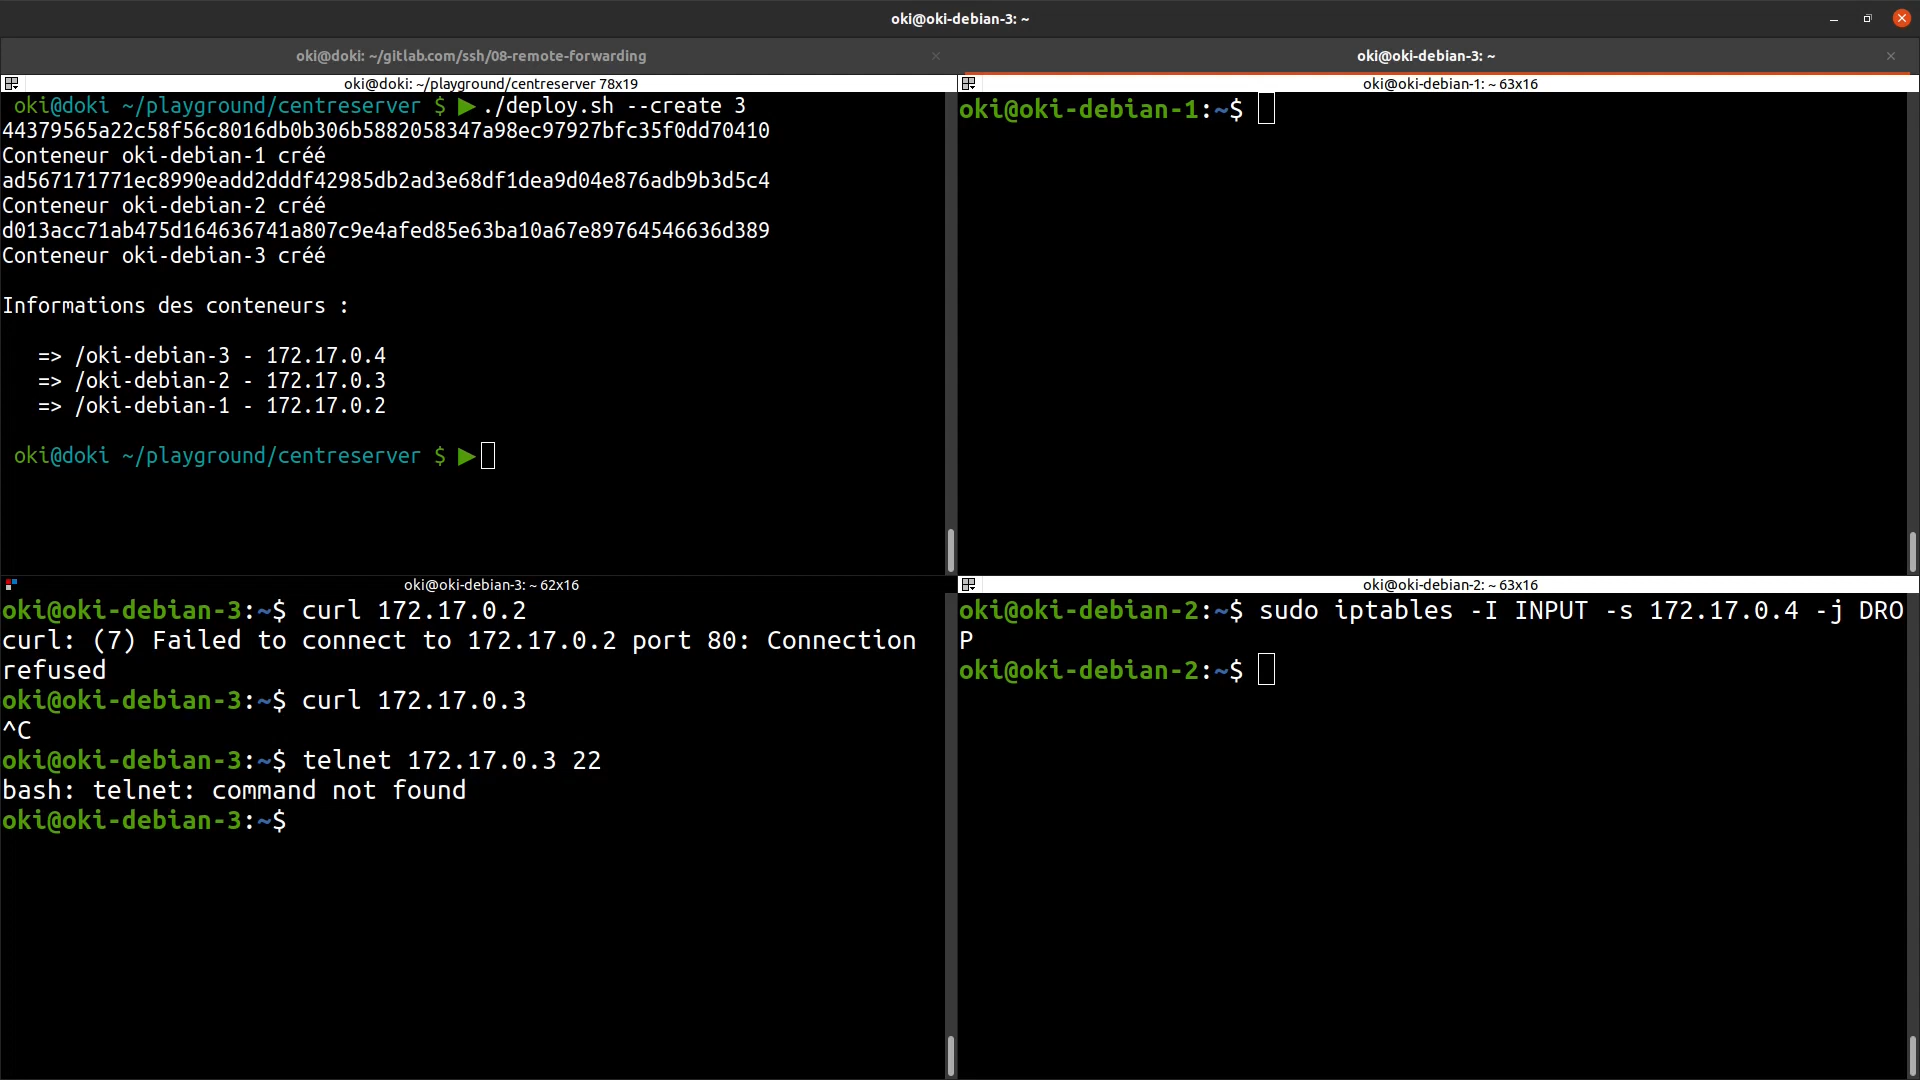 oki@oki-debian-3: ~
oki@doki: ~/gitlab.com/ssh/08-remote-forwarding
oki@oki-debian-3: ~
oki@doki: ~/playground/centreserver 78x19
oki@doki ~/playground/centreserver $ ▶./deploy.sh --create 3
44379565a22c58f56c8016db0b306b5882058347a98ec97927bfc35f0dd70410
Conteneur oki-debian-1 créé
ad567171771ec8990eadd2dddf42985db2ad3e68df1dea9d04e876adb9b3d5c4
Conteneur oki-debian-2 créé
d013acc71ab475d164636741a807c9e4afed85e63ba10a67e89764546636d389
Conteneur oki-debian-3 créé
Informations des conteneurs :
=> /oki-debian-3 - 172.17.0.4
=> /oki-debian-2 - 172.17.0.3
=> /oki-debian-1 - 172.17.0.2
oki@doki ~/playground/centreserver $ ▶
oki@oki-debian-1: ~ 63x16
oki@oki-debian-1:~$
oki@oki-debian-3: ~ 62x16
oki@oki-debian-3:~$ curl 172.17.0.2
curl: (7) Failed to connect to 172.17.0.2 port 80: Connection
refused
oki@oki-debian-3:~$ curl 172.17.0.3
^C
oki@oki-debian-3:~$ telnet 172.17.0.3 22
bash: telnet: command not found
oki@oki-debian-3:~$
oki@oki-debian-2: ~ 63x16
oki@oki-debian-2:~$ sudo iptables -I INPUT -s 172.17.0.4 -j DRO
P
oki@oki-debian-2:~$